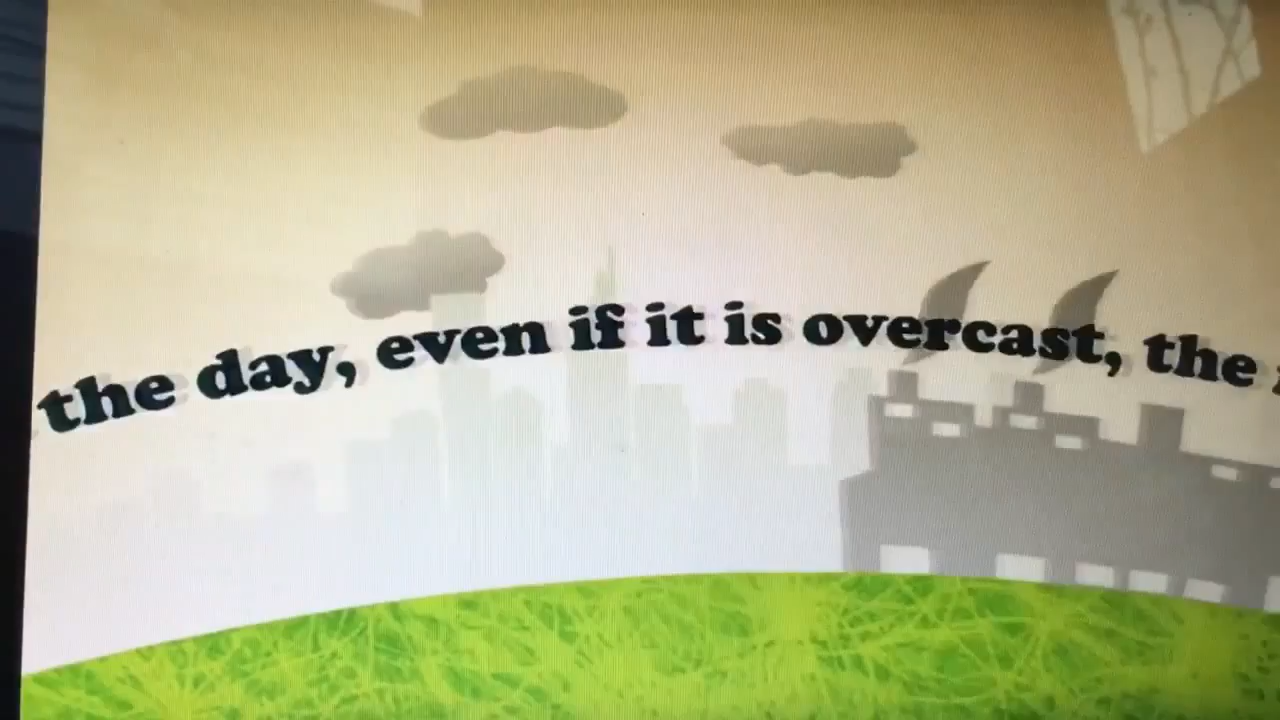 the day, even if it is overcast, the